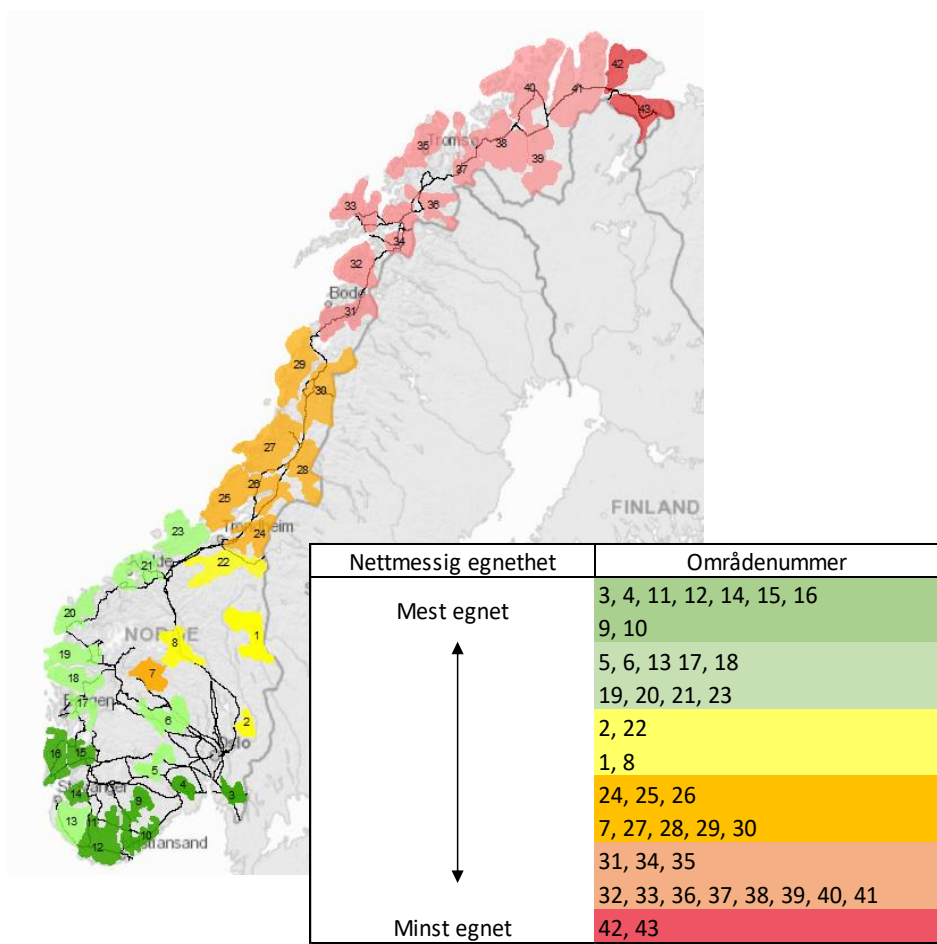 42
40
41
43
35
Tromsø
38
39
37
33
36
34
32
31
29
30
27
28
26
25
FINLAND
23
Trondheim
24
22
21
20
NORGE
1
8
19
7
18
17
6
2
Oslo
16
15
5
14
4
3
9
13
11
10
12
Nettmessig egnethet
Områdenummer
Mest egnet
3, 4, 11, 12, 14, 15, 16
9, 10
5, 6, 13 17, 18
19, 20, 21, 23
2, 22
1, 8
24, 25, 26
7, 27, 28, 29, 30
31, 34, 35
32, 33, 36, 37, 38, 39, 40, 41
Minst egnet
42, 43